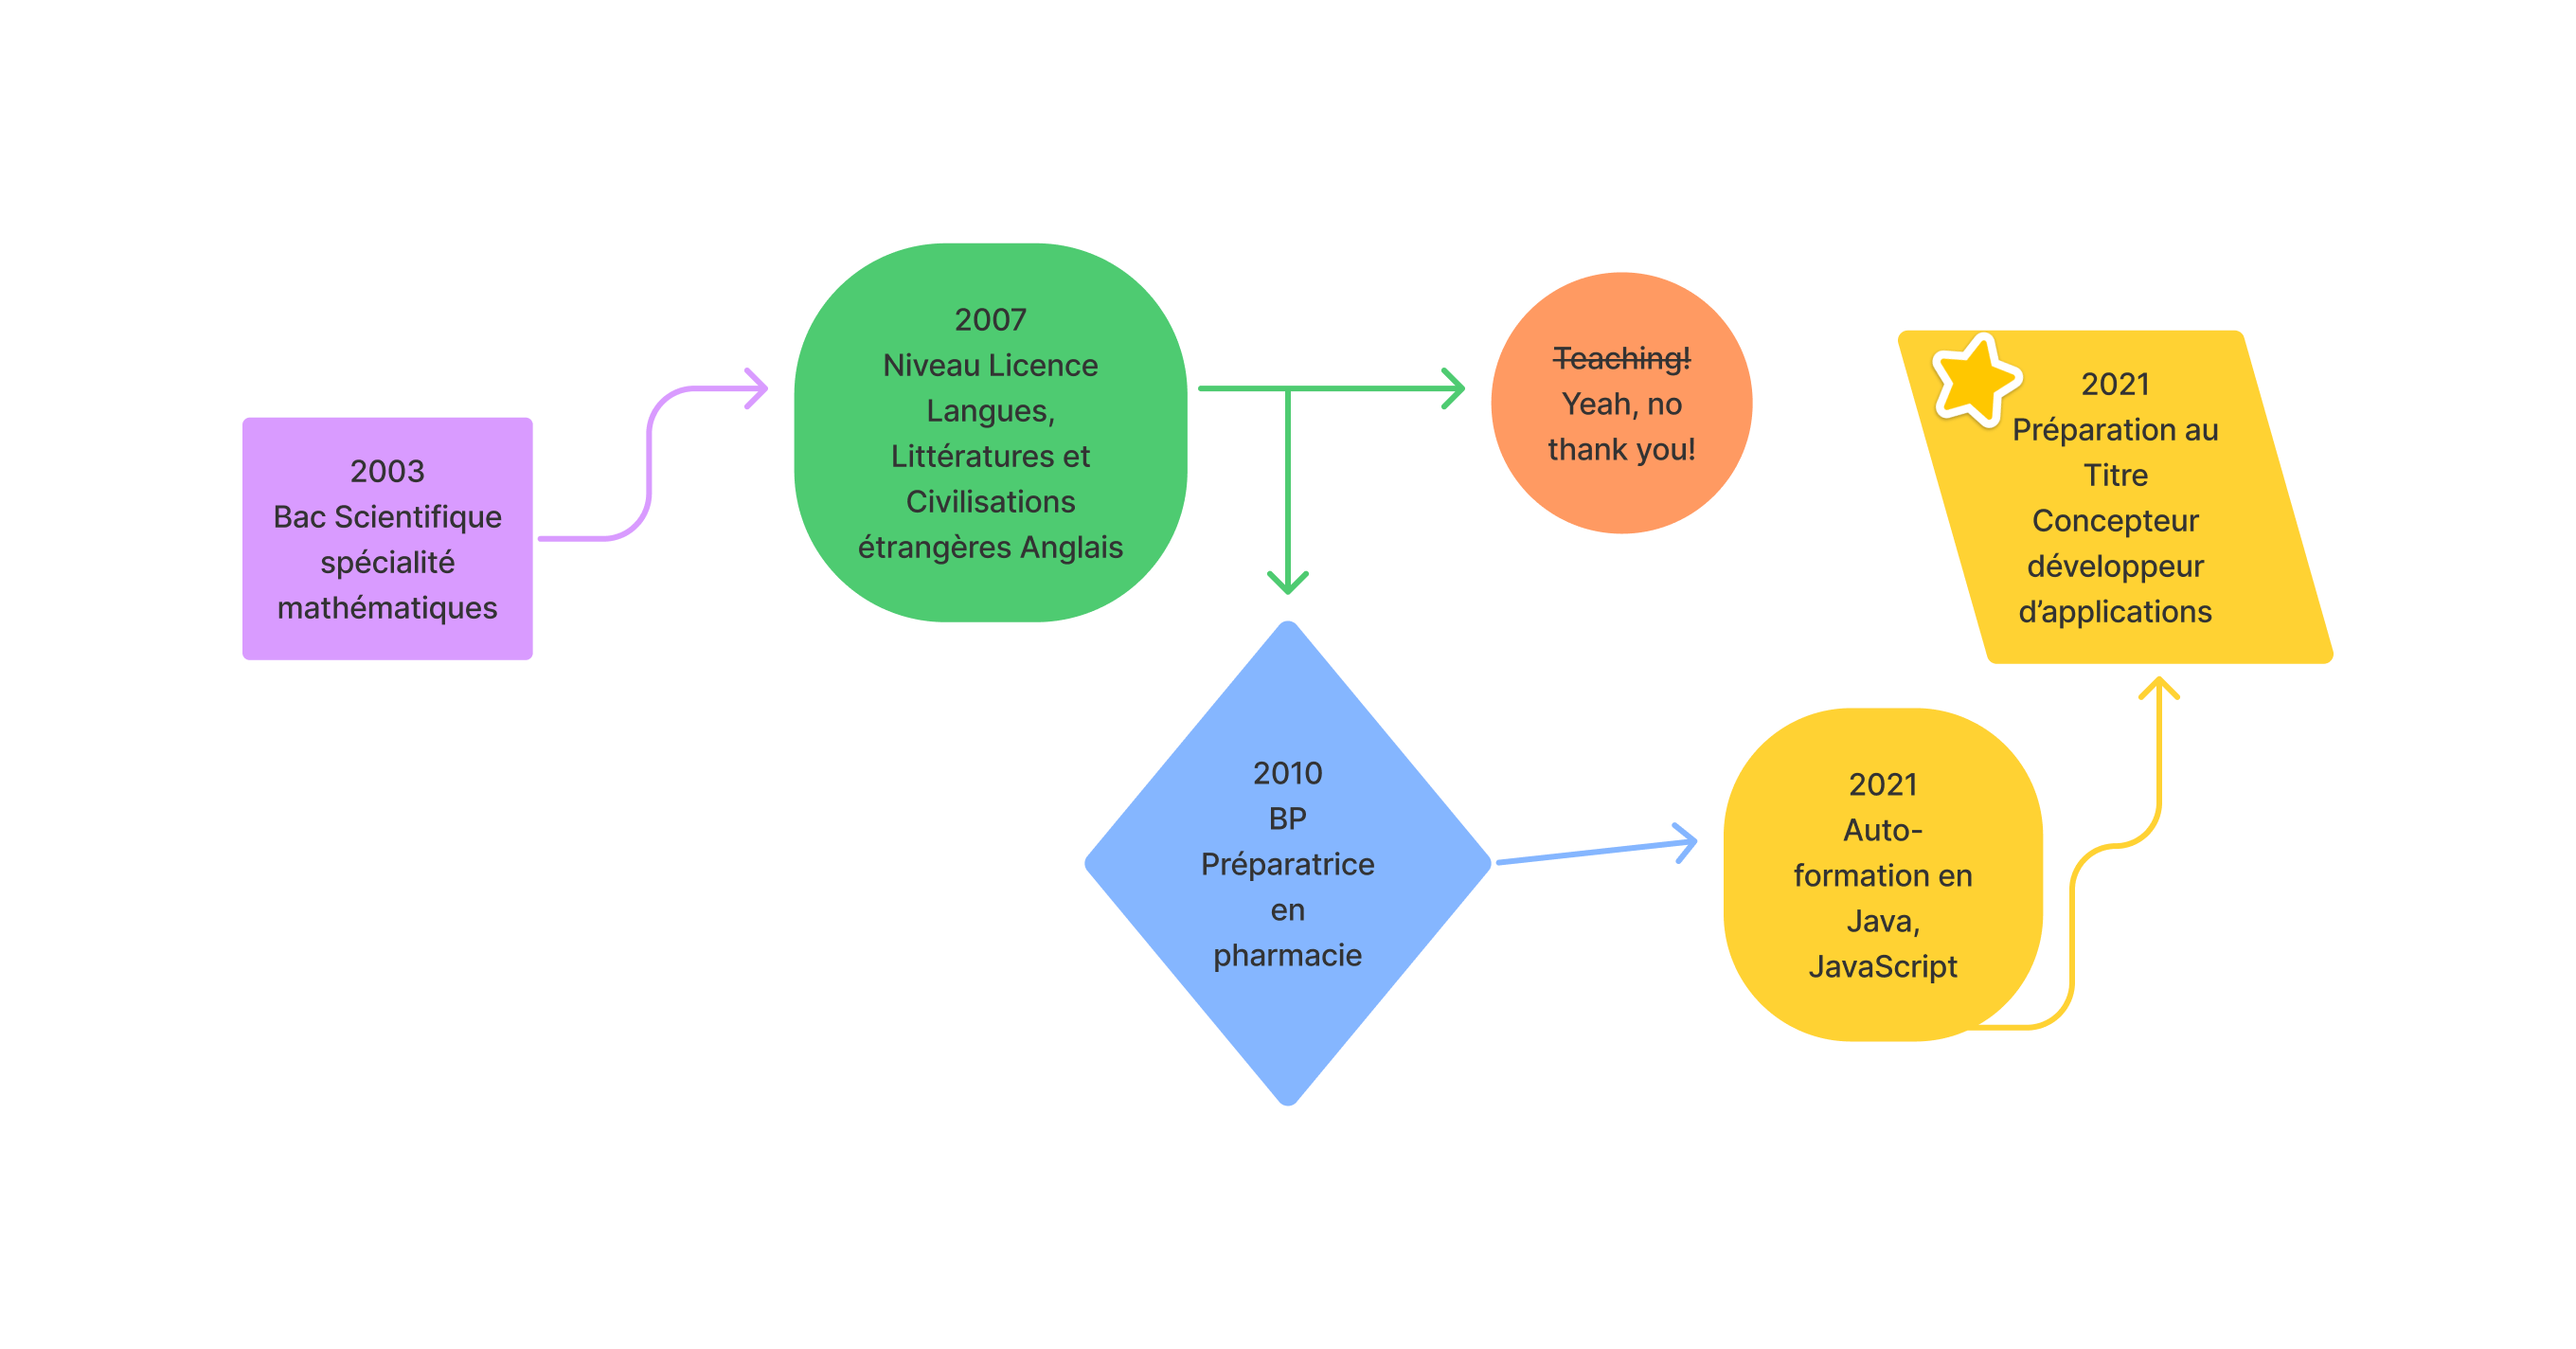 2003
Bac Scientifique
spécialité
mathématiques
2007
Niveau Licence
Langues,
Littératures et
Civilisations
étrangères Anglais
Teaching!
Yeah, no
thank you!
2010
BP
Préparatrice
en
pharmacie
2021
Auto-
formation en
Java,
JavaScript
2021
Préparation au
Titre
Concepteur
développeur
d’applications